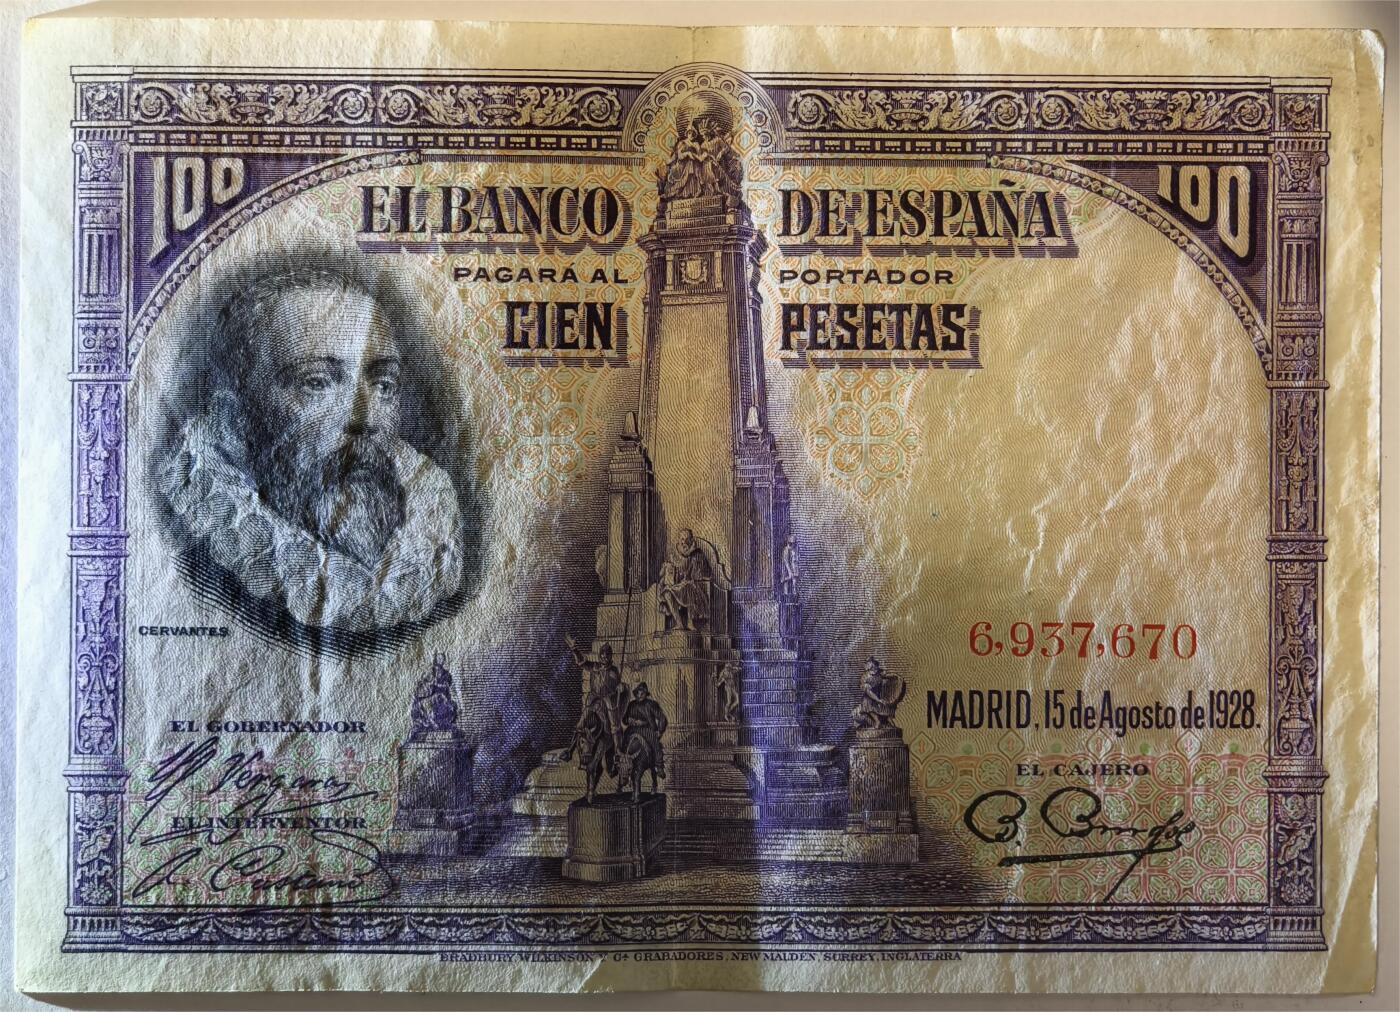 100 100
EL BANCO DE ESPAÑA
PAGARÁ AL PORTADOR
CIEN PESETAS
CERVANTES
6,937,670
MADRID, 15 de Agosto de 1928.
EL GOBERNADOR
EL CAJERO
EL INTERVENTOR
BRADBURY WILKINSON Y Cª GRABADORES, NEW MALDEN, SURREY, INGLATERRA